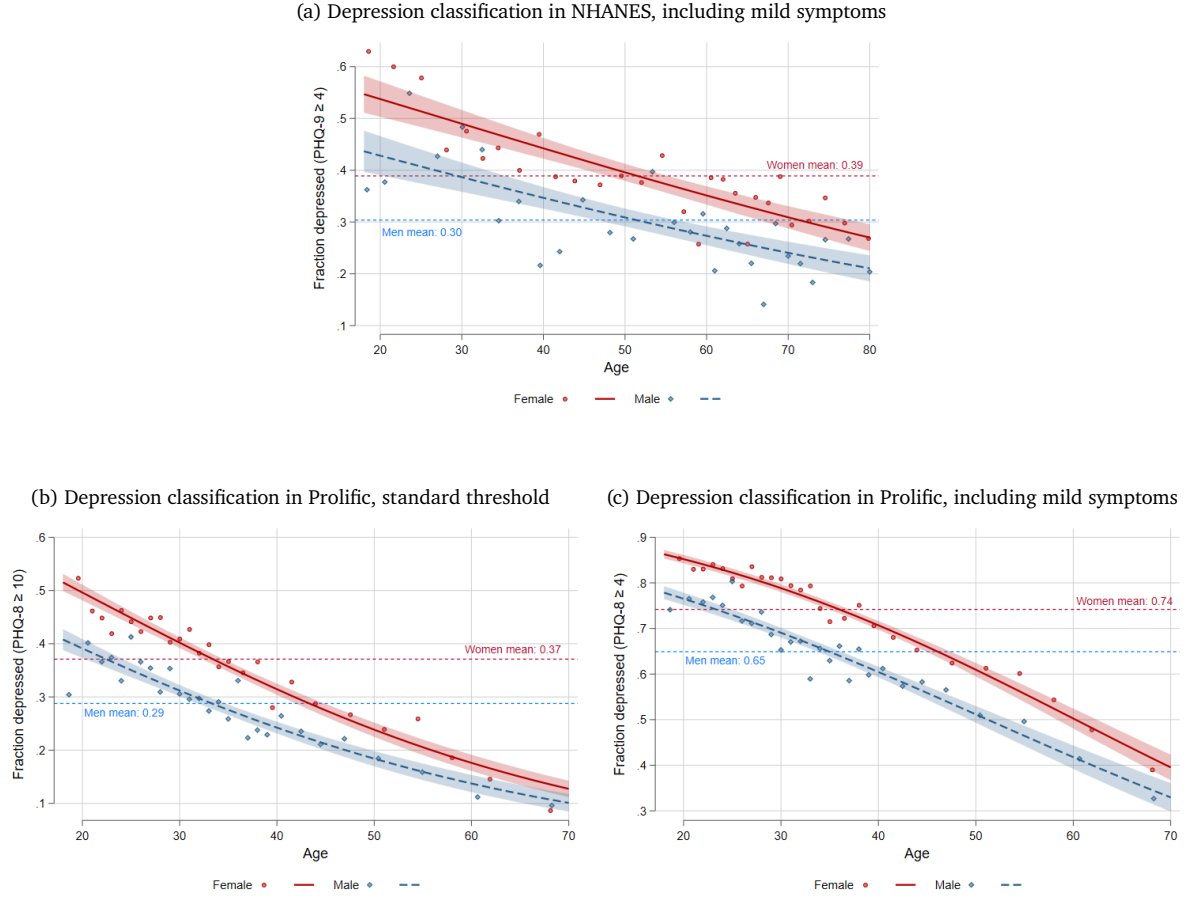 (a) Depression classification in NHANES, including mild symptoms
Fraction depressed (PHQ-9 ≥ 4)
.6
.5
.4
.3
.2
.1
Women mean: 0.39
Men mean: 0.30
20 30 40 50 60 70 80
Age
Female Male
(b) Depression classification in Prolific, standard threshold
Fraction depressed (PHQ-8 ≥ 10)
.6
.5
.4
.3
.2
.1
Women mean: 0.37
Men mean: 0.29
20 30 40 50 60 70
Age
Female Male
(c) Depression classification in Prolific, including mild symptoms
Fraction depressed (PHQ-8 ≥ 4)
.9
.8
.7
.6
.5
.4
.3
Women mean: 0.74
Men mean: 0.65
20 30 40 50 60 70
Age
Female Male